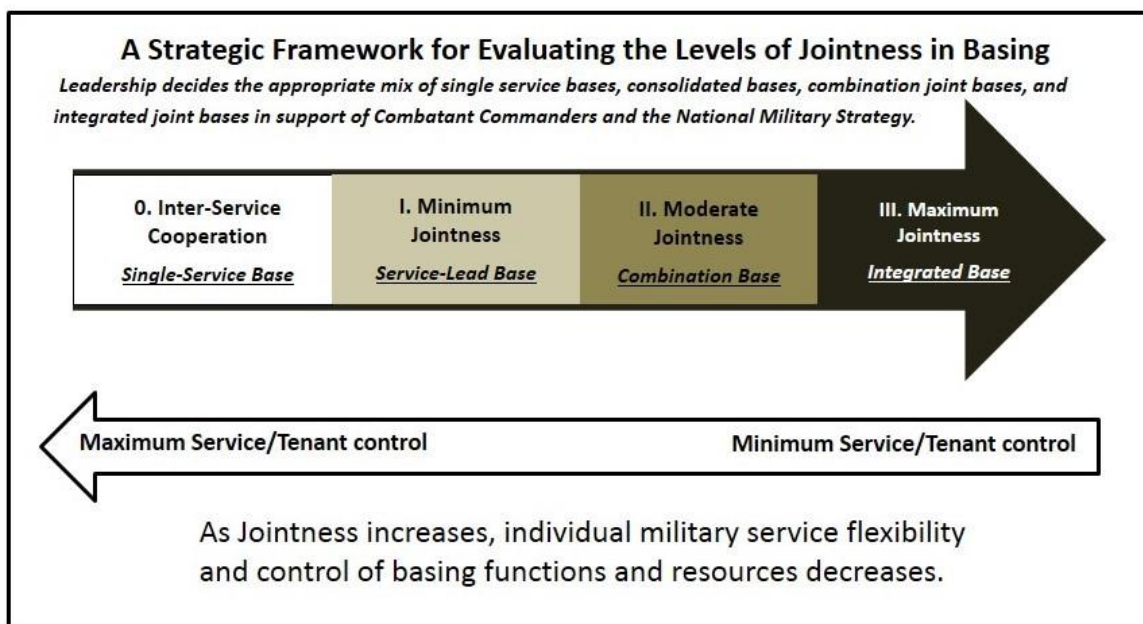 A Strategic Framework for Evaluating the Levels of Jointness in Basing
Leadership decides the appropriate mix of single service bases, consolidated bases, combination joint bases, and
integrated joint bases in support of Combatant Commanders and the National Military Strategy.
0. Inter-Service
Cooperation
Single-Service Base
I. Minimum
Jointness
Service-Lead Base
II. Moderate
Jointness
Combination Base
III. Maximum
Jointness
Integrated Base
Maximum Service/Tenant control
Minimum Service/Tenant control
As Jointness increases, individual military service flexibility
and control of basing functions and resources decreases.